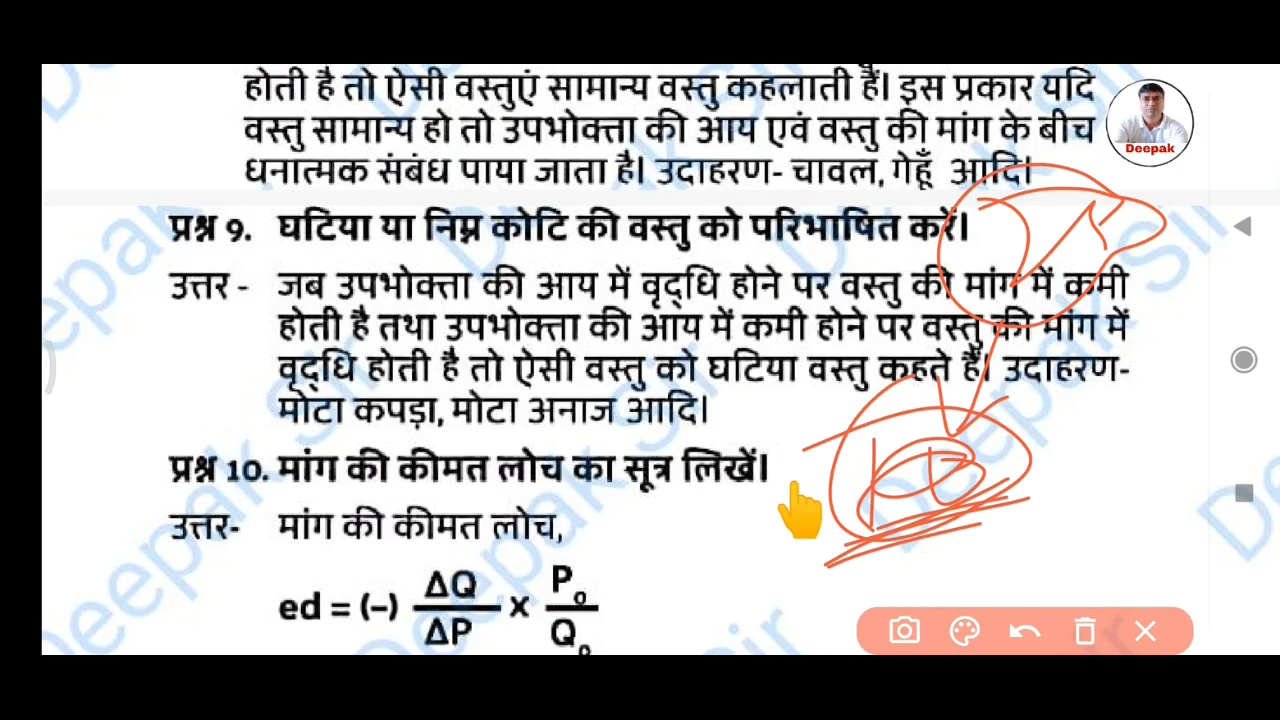 होती है तो ऐसी वस्तुएं सामान्य वस्तु कहलाती हैं। इस प्रकार यदि
वस्तु सामान्य हो तो उपभोक्ता की आय एवं वस्तु की मांग के बीच
धनात्मक संबंध पाया जाता है। उदाहरण- चावल, गेहूँ आदि।
Deepak
प्रश्न 9. घटिया या निम्न कोटि की वस्तु को परिभाषित करें।
उत्तर - जब उपभोक्ता की आय में वृद्धि होने पर वस्तु की मांग में कमी
होती है तथा उपभोक्ता की आय में कमी होने पर वस्तु की मांग में
वृद्धि होती है तो ऐसी वस्तु को घटिया वस्तु कहते हैं। उदाहरण-
मोटा कपड़ा, मोटा अनाज आदि।
प्रश्न 10. मांग की कीमत लोच का सूत्र लिखें।
उत्तर- मांग की कीमत लोच,
ed = (–) ΔQ/ΔP x P₀/Q₀
Deepak Sir